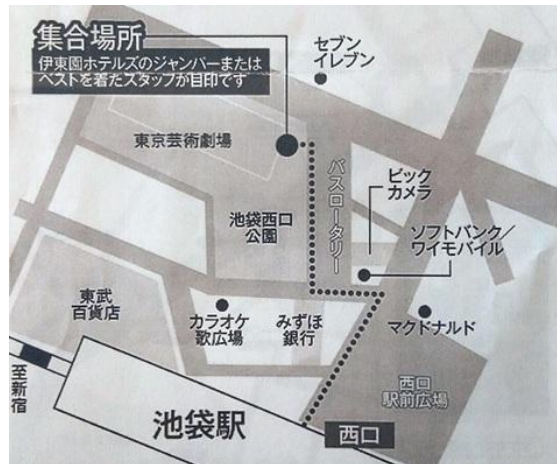 集合場所
伊東園ホテルズのジャンパーまたは
ベストを着たスタッフが目印です
セブン
イレブン
東京芸術劇場
バスロータリー
ビック
カメラ
池袋西口
公園
ソフトバンク／
ワイモバイル
東武
百貨店
カラオケ
歌広場
みずほ
銀行
マクドナルド
至新宿
西口
駅前広場
池袋駅
西口